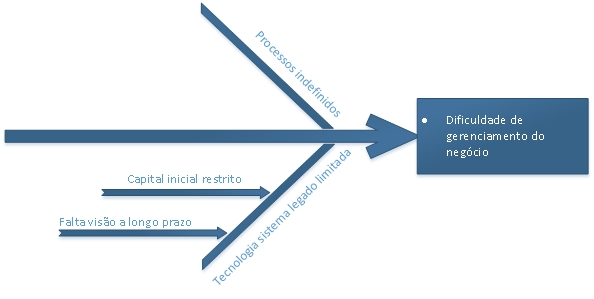 Processos indefinidos
Dificuldade de
gerenciamento do
negócio
Capital inicial restrito
Falta visão a longo prazo
Tecnologia sistema legado limitada